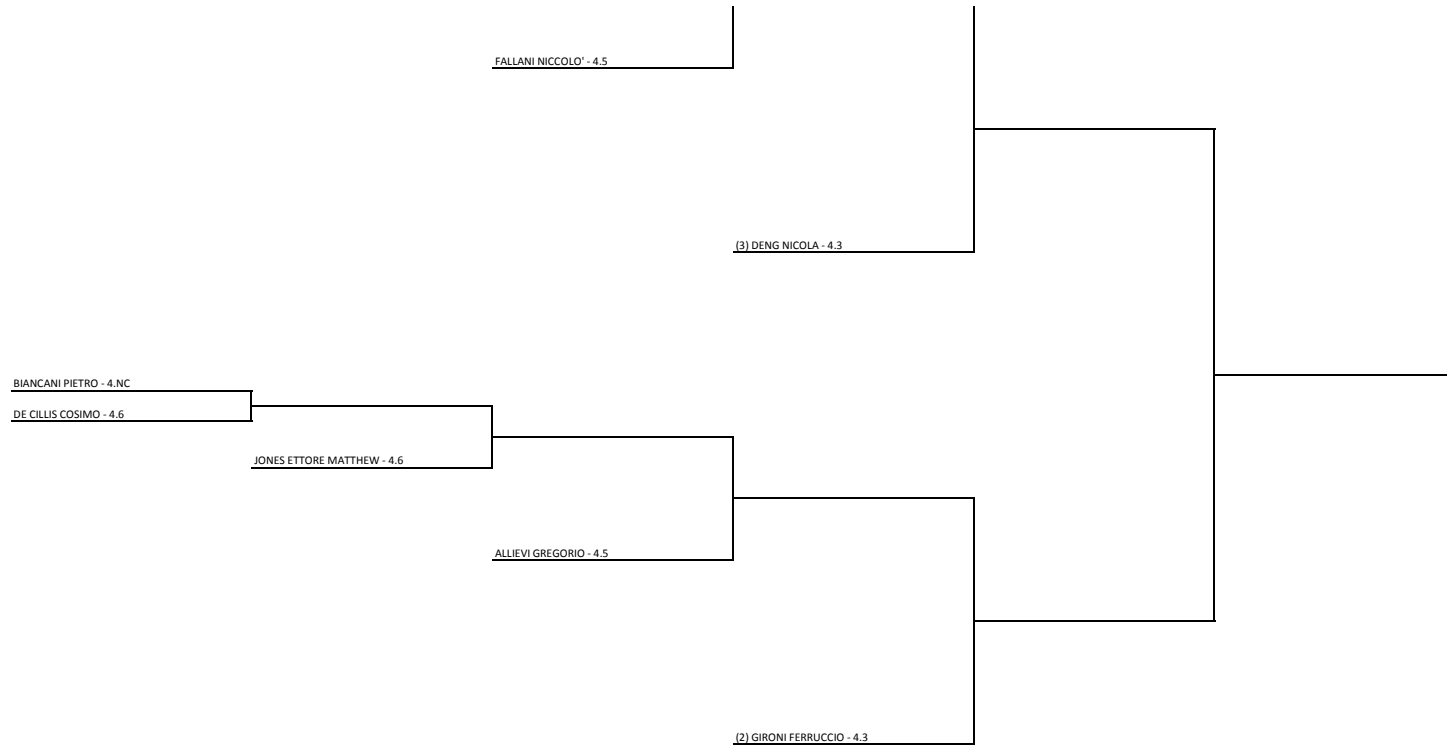 FALLANI NICCOLO' - 4.5
(3) DENG NICOLA - 4.3
BIANCANI PIETRO - 4.NC
DE CILLIS COSIMO - 4.6
JONES ETTORE MATTHEW - 4.6
ALLIEVI GREGORIO - 4.5
(2) GIRONI FERRUCCIO - 4.3